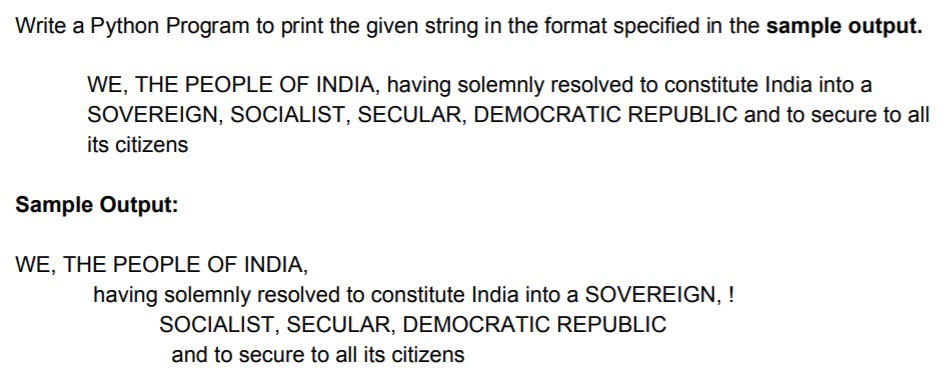 Write a Python Program to print the given string in the format specified in the sample output.
WE, THE PEOPLE OF INDIA, having solemnly resolved to constitute India into a
SOVEREIGN, SOCIALIST, SECULAR, DEMOCRATIC REPUBLIC and to secure to all
its citizens
Sample Output:
WE, THE PEOPLE OF INDIA,
having solemnly resolved to constitute India into a SOVEREIGN, !
SOCIALIST, SECULAR, DEMOCRATIC REPUBLIC
and to secure to all its citizens